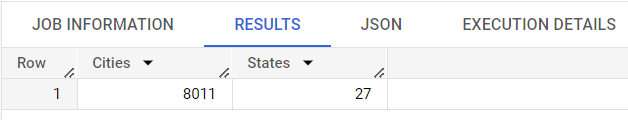 JOB INFORMATION RESULTS JSON EXECUTION DETAILS
Row Cities States
1 8011 27